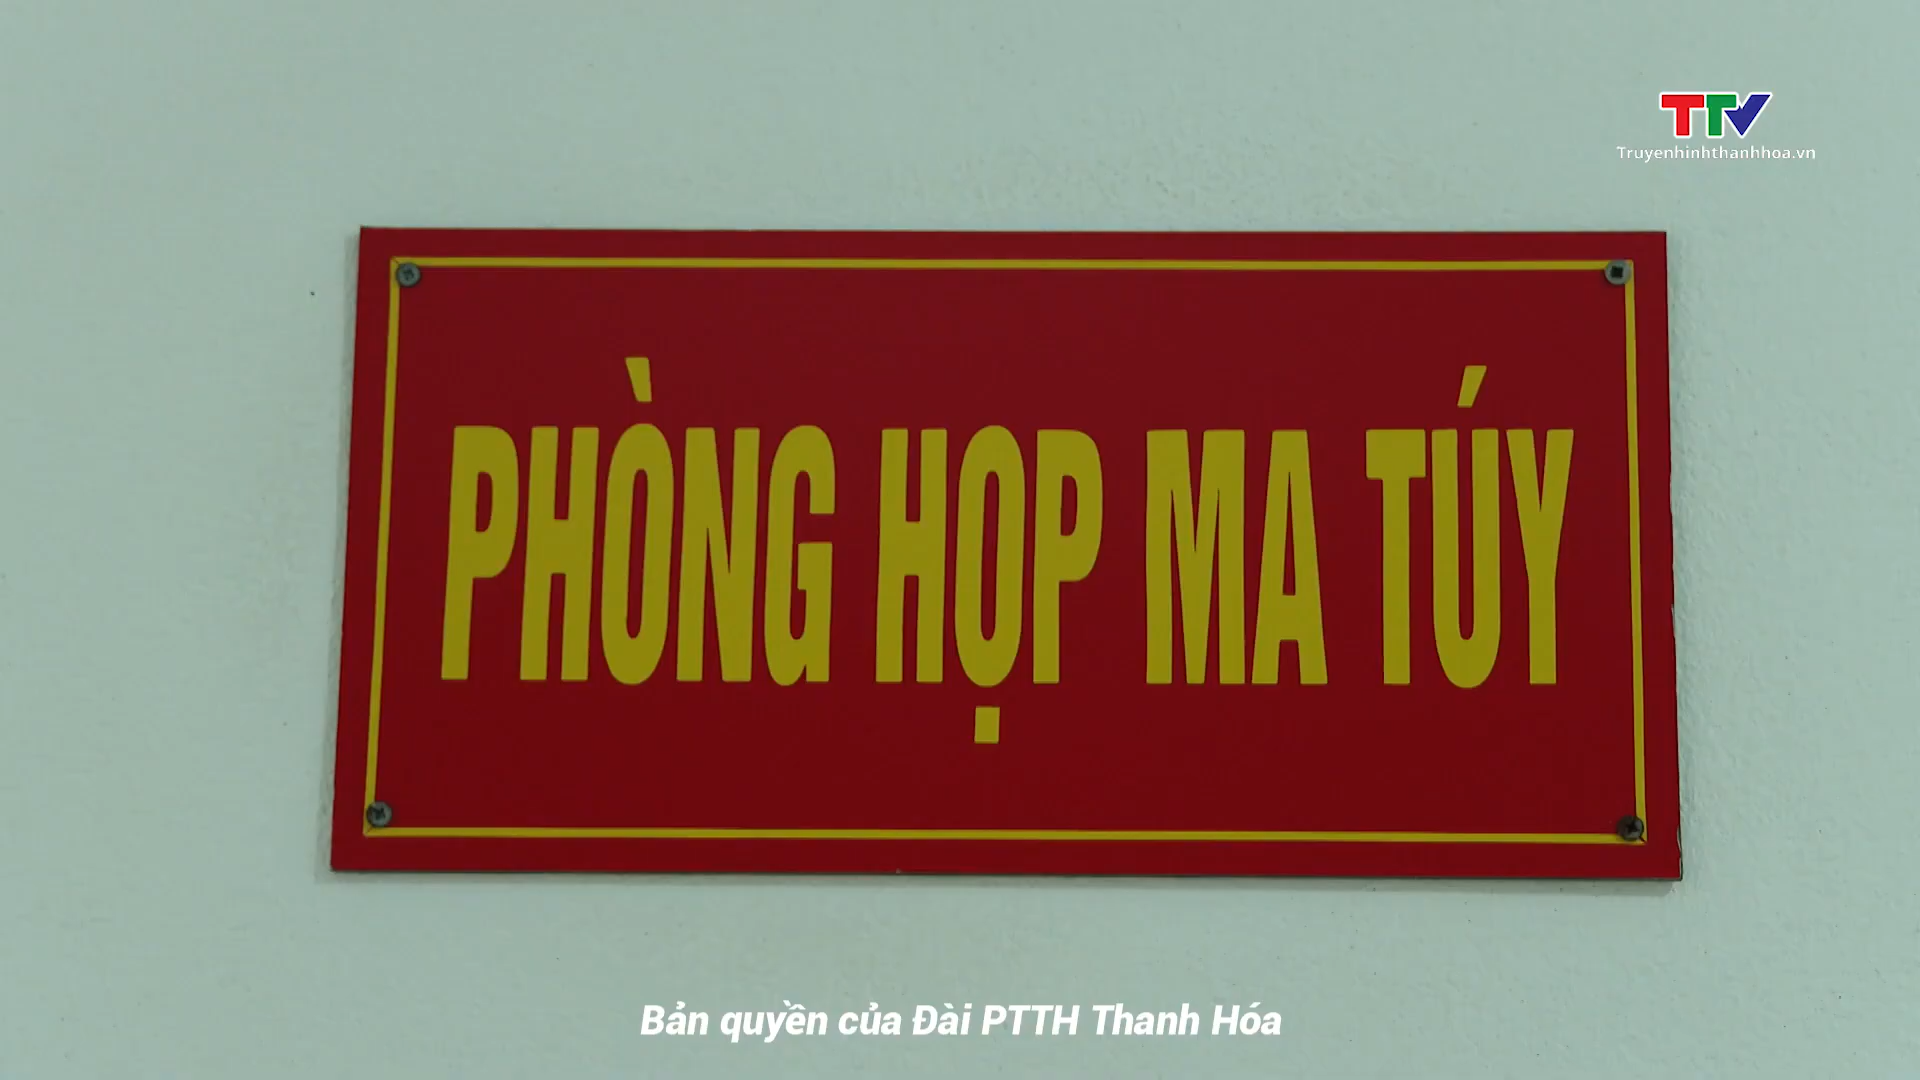 TTV
Truyenhinhthanhhoa.vn
PHÒNG HỌP MA TÚY
Bản quyền của Đài PTTH Thanh Hóa